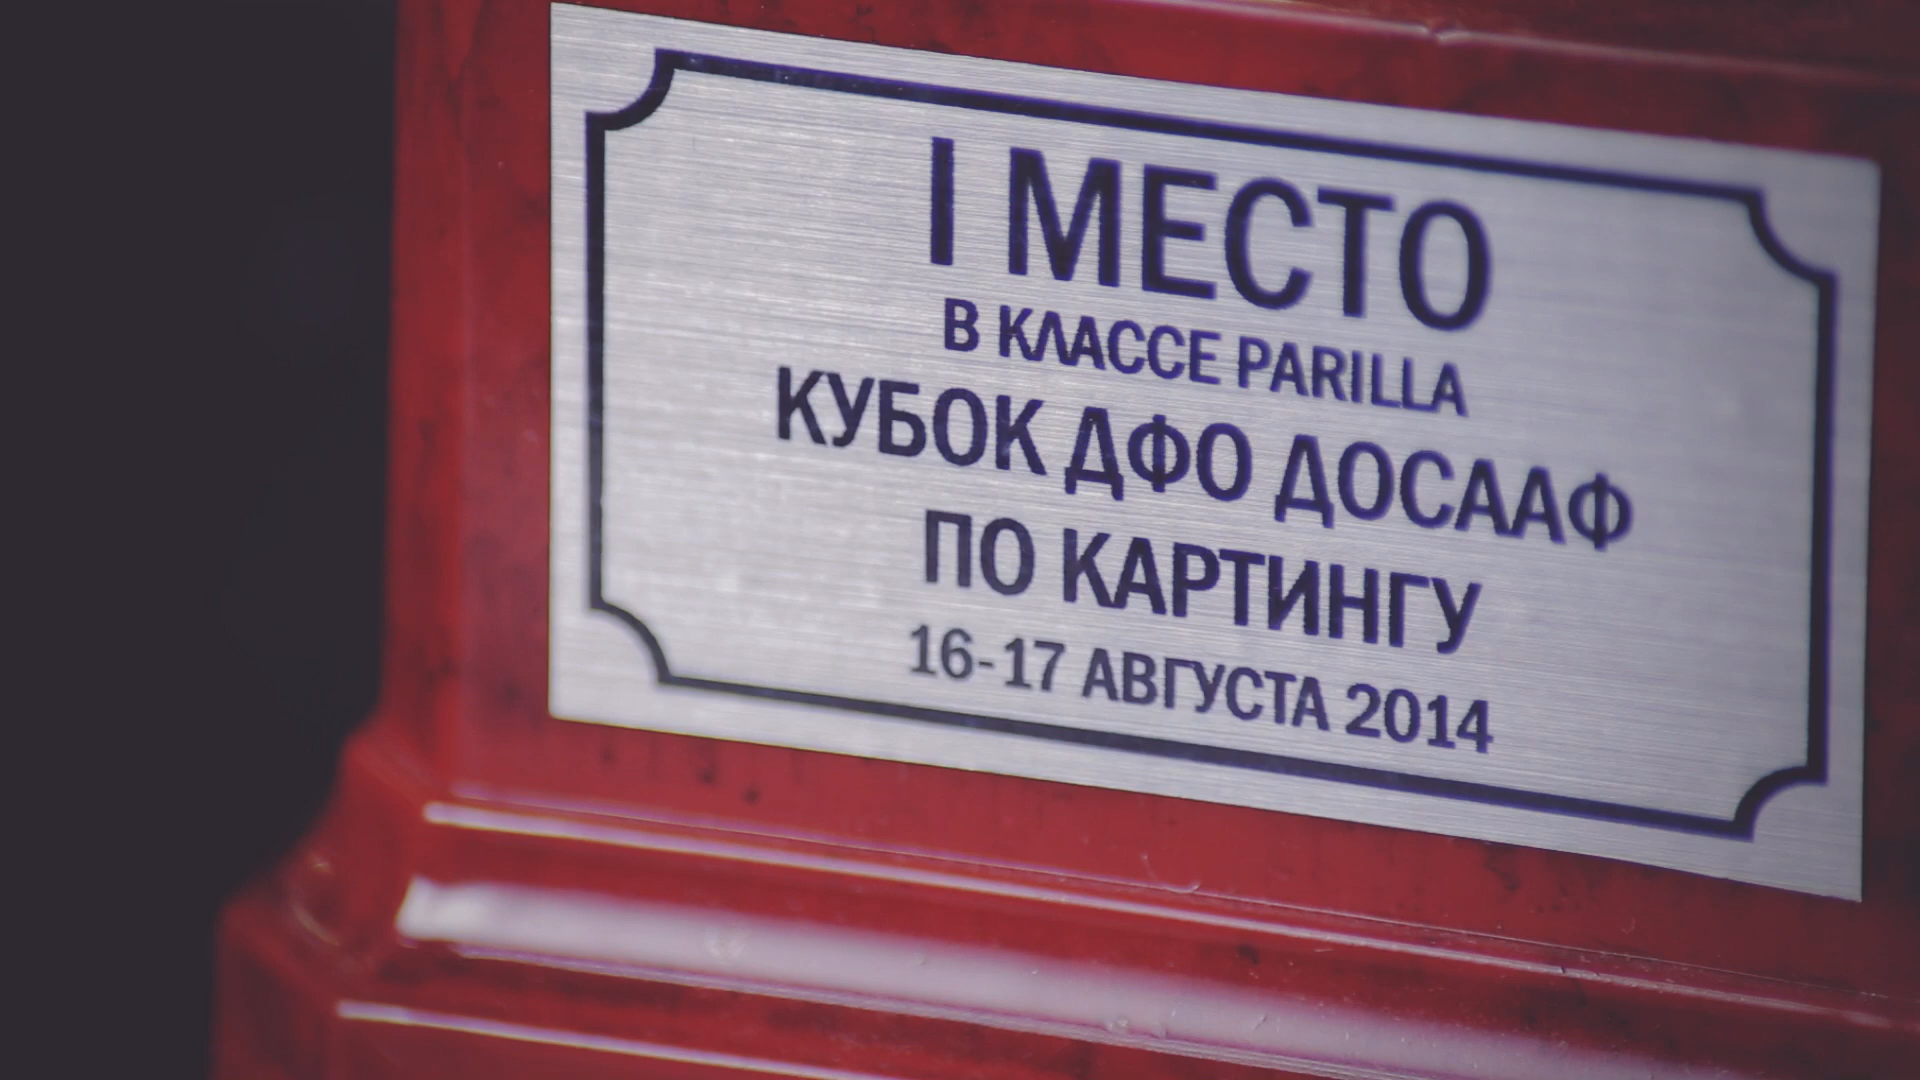 I МЕСТО
В КЛАССЕ PARILLA
КУБОК ДФО ДОСААФ
ПО КАРТИНГУ
16-17 АВГУСТА 2014